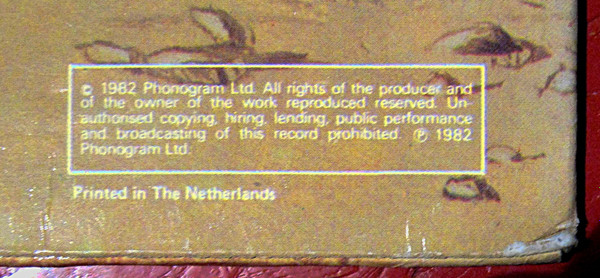 © 1982 Phonogram Ltd. All rights of the producer and
of the owner of the work reproduced reserved. Un-
authorised copying, hiring, lending, public performance
and broadcasting of this record prohibited. ℗ 1982
Phonogram Ltd.
Printed in The Netherlands